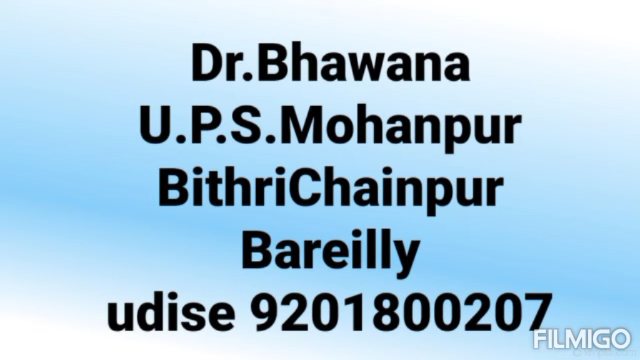 Dr.Bhawana
U.P.S.Mohanpur
BithriChainpur
Bareilly
udise 9201800207
FILMIGO